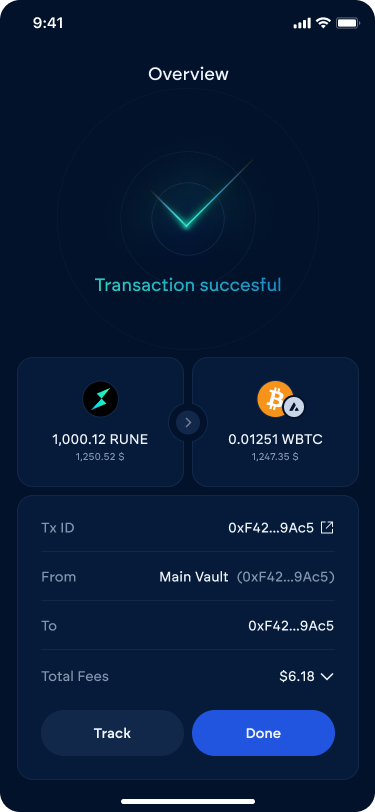 9:41
Overview
Transaction succesful
1,000.12 RUNE
1,250.52 $
0.01251 WBTC
1,247.35 $
Tx ID 0xF42...9Ac5
From Main Vault (0xF42...9Ac5)
To 0xF42...9Ac5
Total Fees $6.18
Track Done